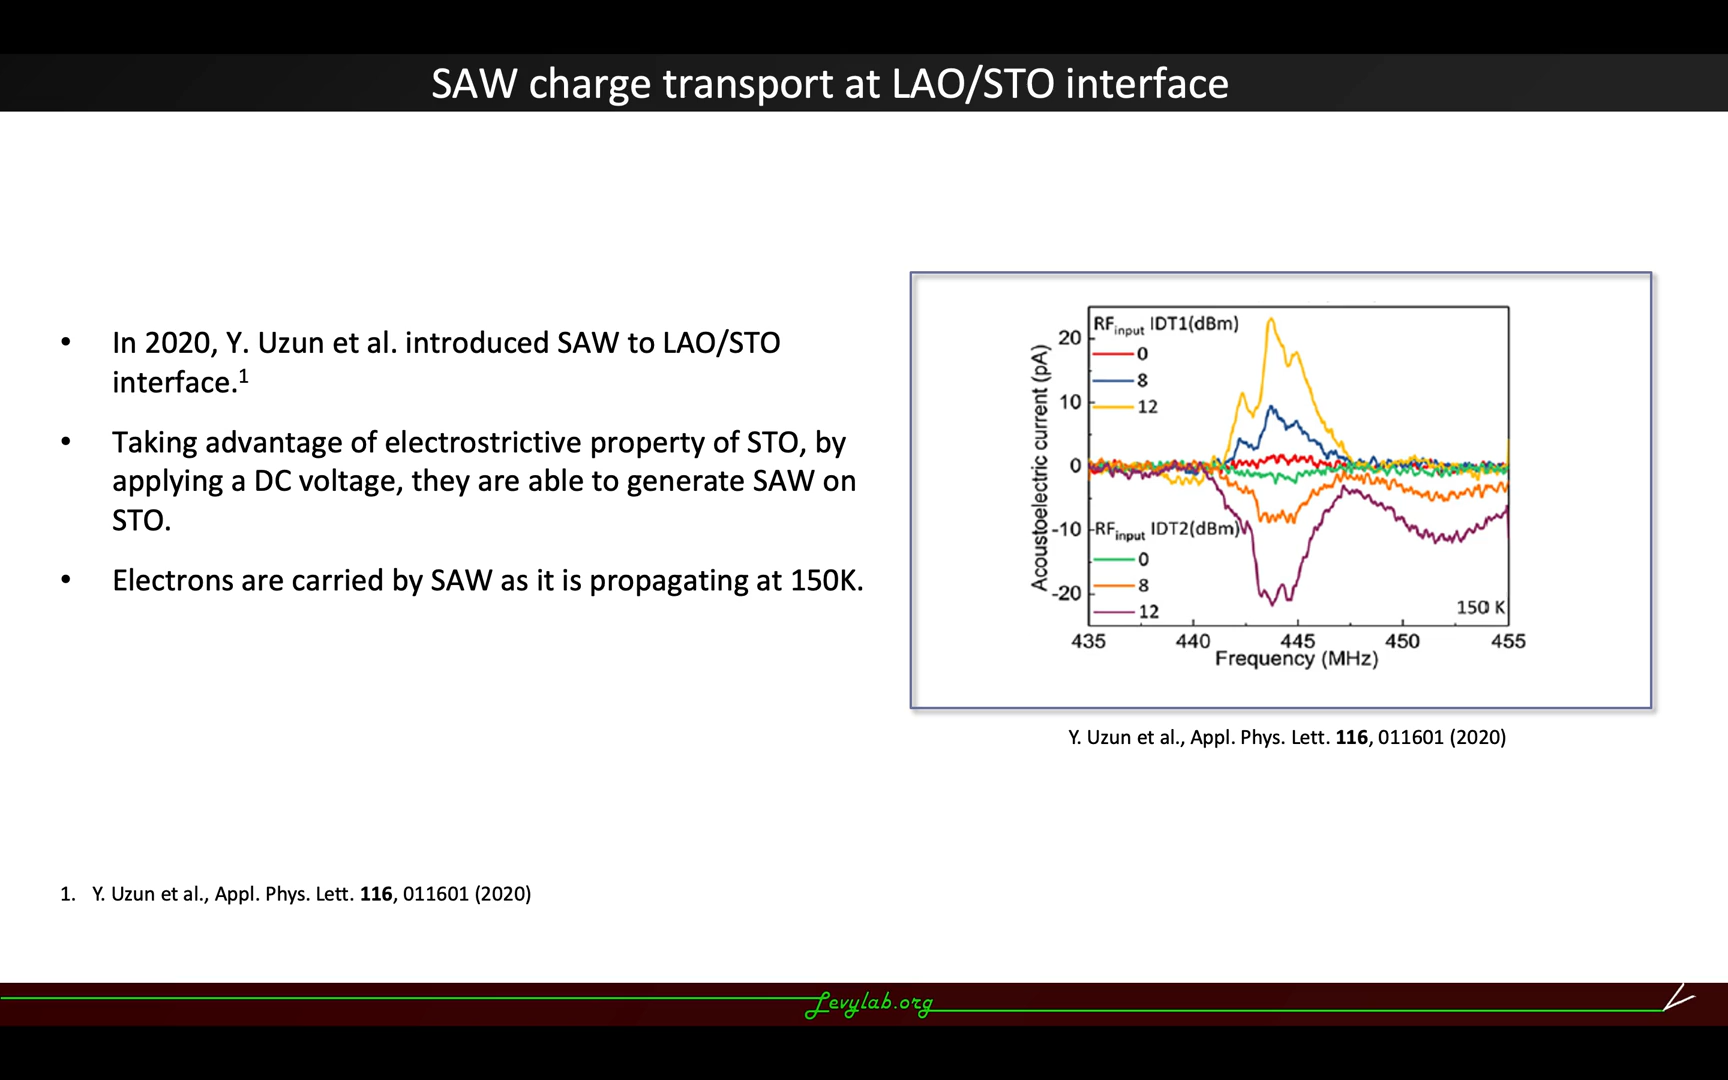 SAW charge transport at LAO/STO interface
• In 2020, Y. Uzun et al. introduced SAW to LAO/STO
interface.¹
• Taking advantage of electrostrictive property of STO, by
applying a DC voltage, they are able to generate SAW on
STO.
• Electrons are carried by SAW as it is propagating at 150K.
Acoustoelectric current (pA)
20
10
0
-10
-20
RFinput IDT1(dBm)
0
8
12
RFinput IDT2(dBm)
0
8
12
150 K
435 440 445 450 455
Frequency (MHz)
Y. Uzun et al., Appl. Phys. Lett. 116, 011601 (2020)
1. Y. Uzun et al., Appl. Phys. Lett. 116, 011601 (2020)
Levylab.org